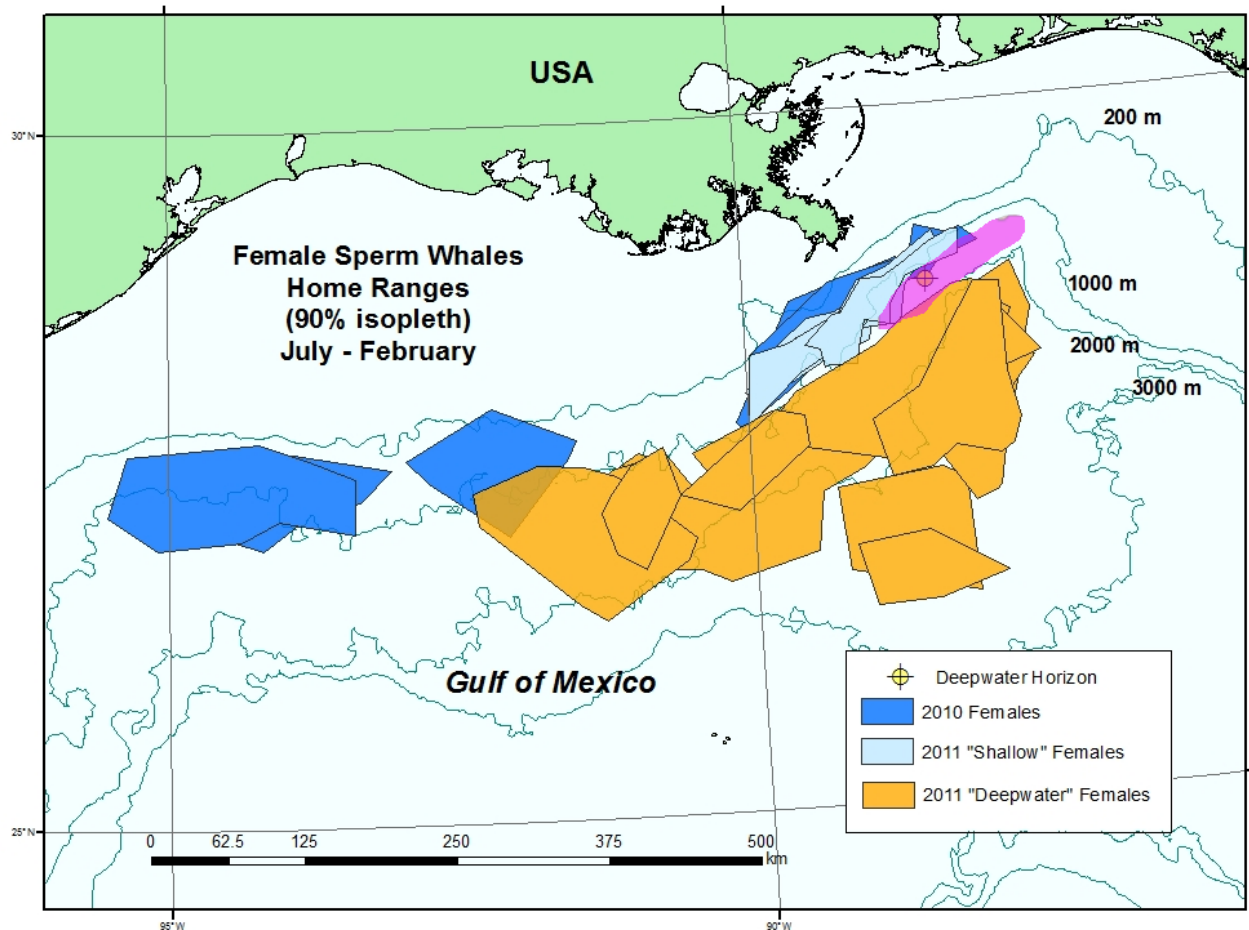 USA
200 m
30°N
Female Sperm Whales
Home Ranges
(90% isopleth)
July - February
1000 m
2000 m
3000 m
Gulf of Mexico
Deepwater Horizon
2010 Females
2011 "Shallow" Females
2011 "Deepwater" Females
25°N
0 62.5 125 250 375 500
km
95°W 90°W